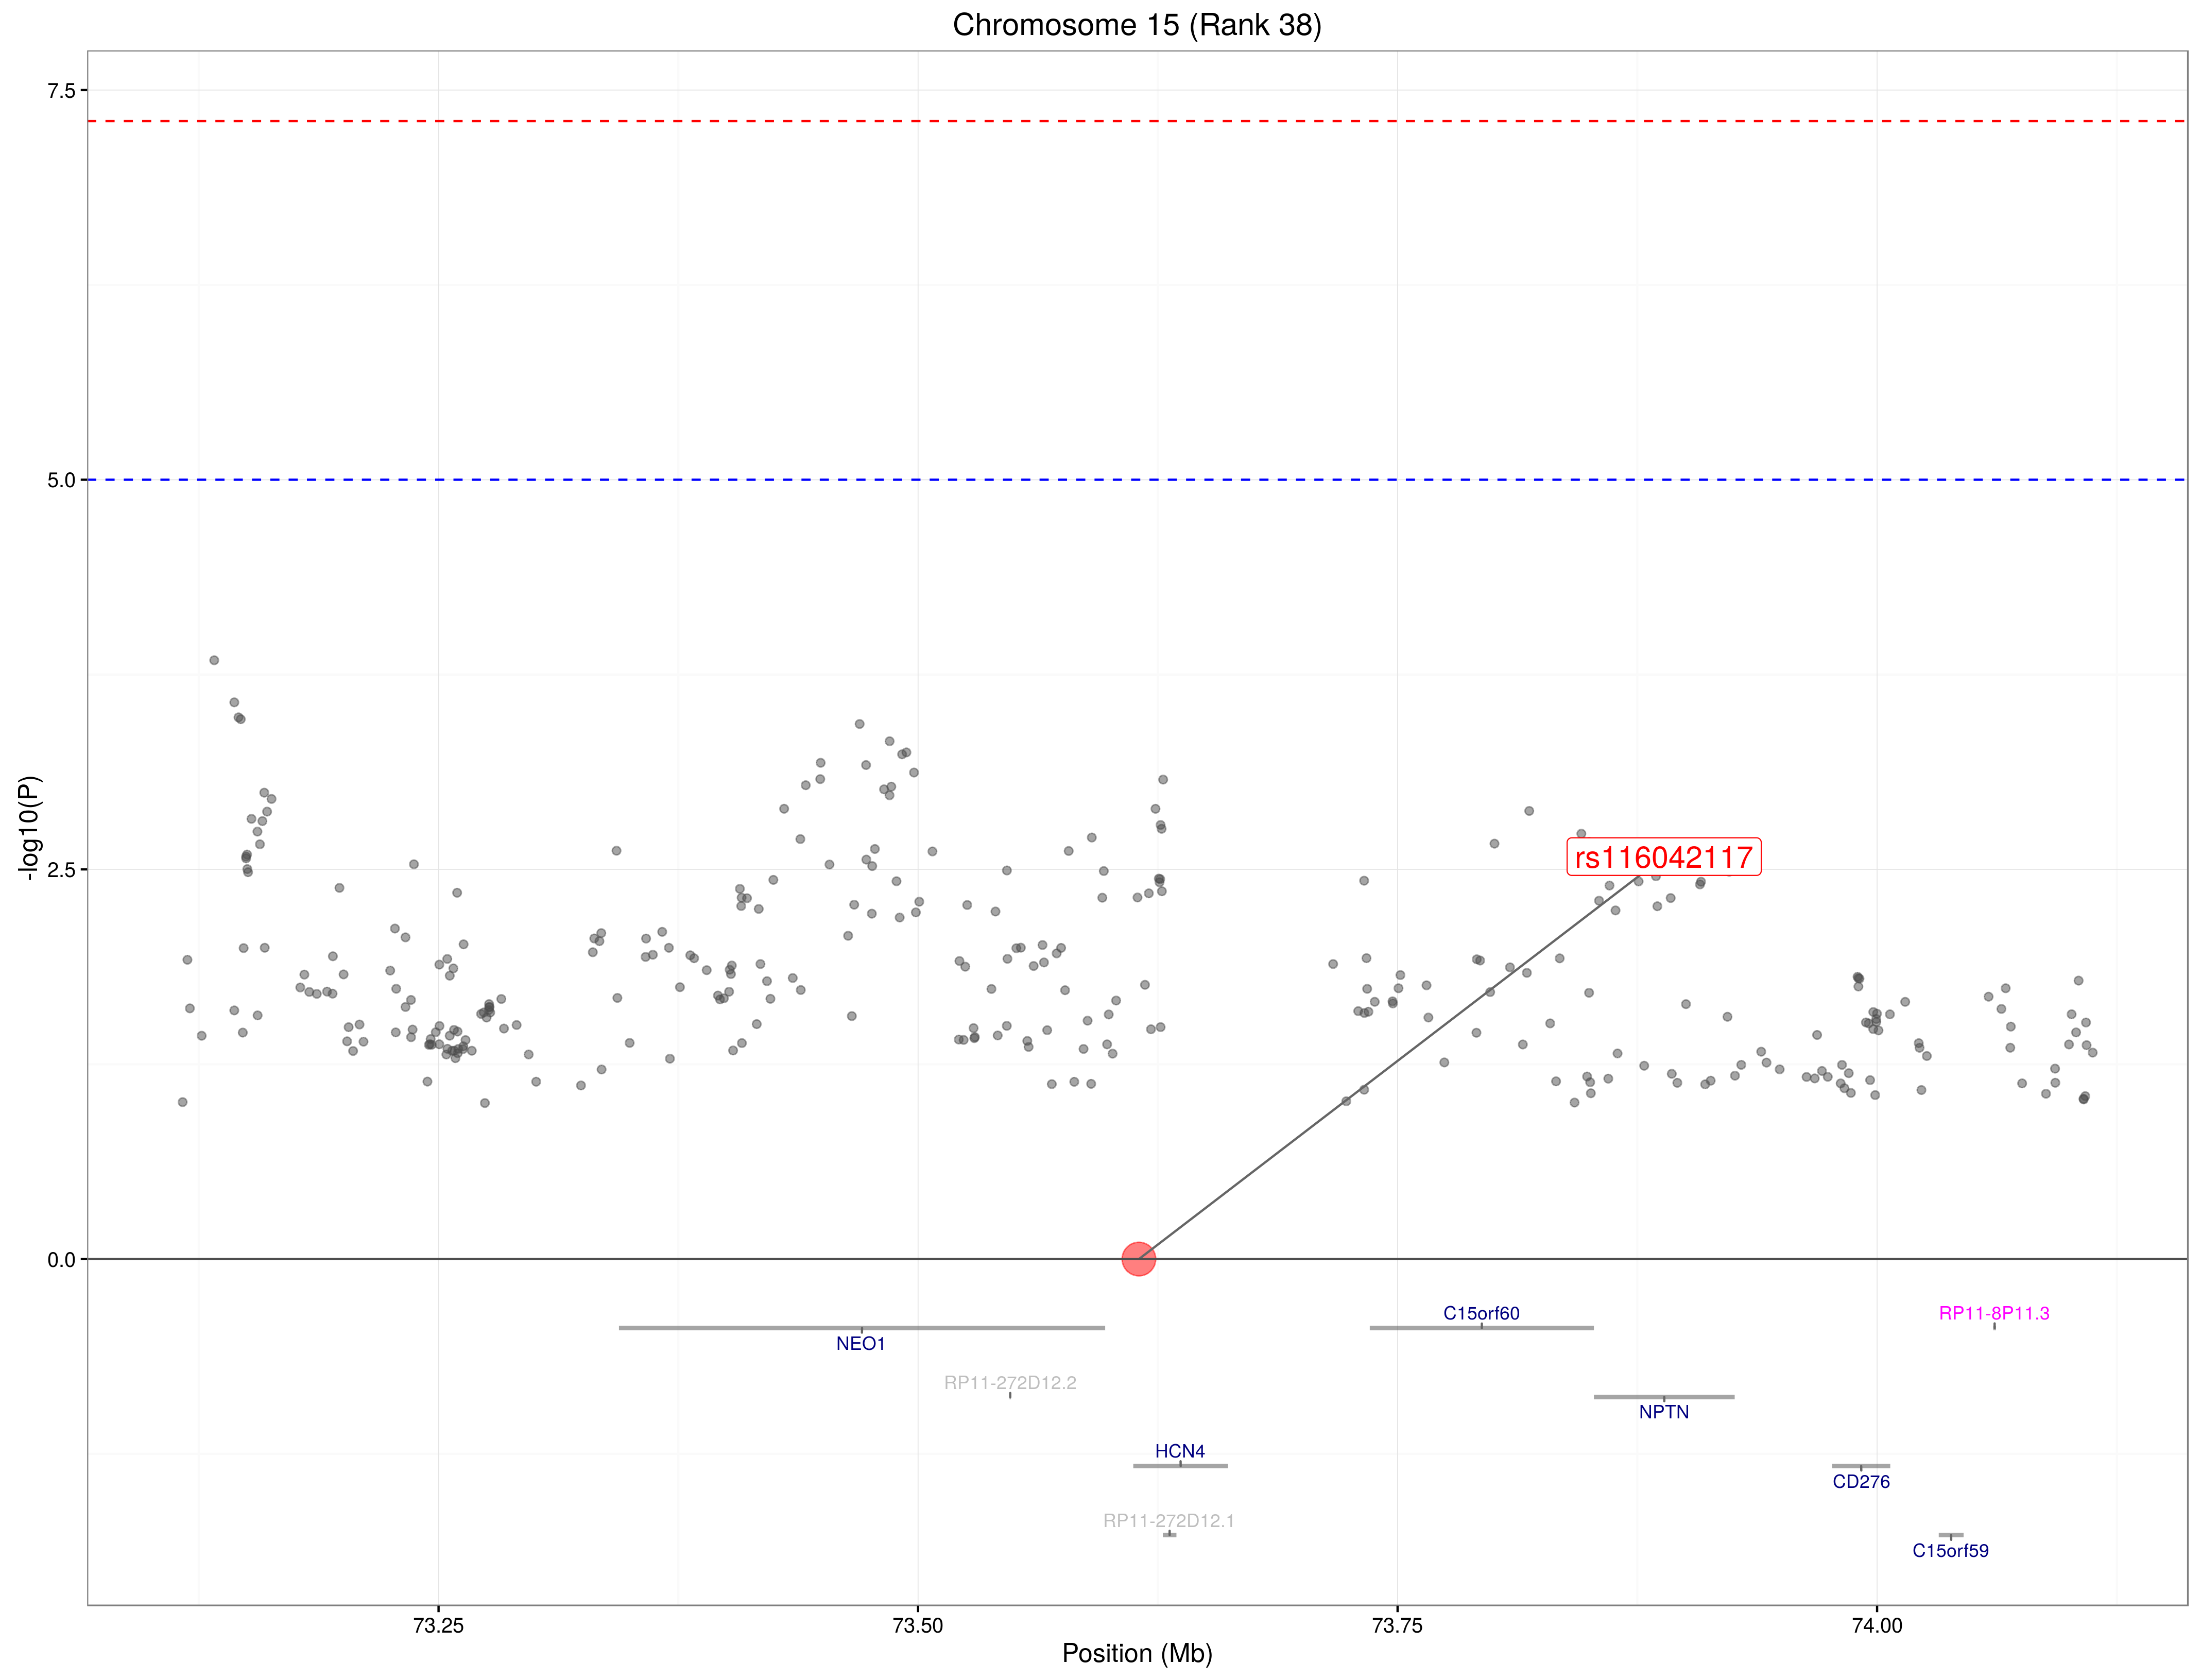 Chromosome 15 (Rank 38)
7.5
5.0
2.5
0.0
-log10(P)
rs116042117
C15orf60
RP11-8P11.3
NEO1
RP11-272D12.2
NPTN
HCN4
CD276
RP11-272D12.1
C15orf59
73.25
73.50
73.75
74.00
Position (Mb)